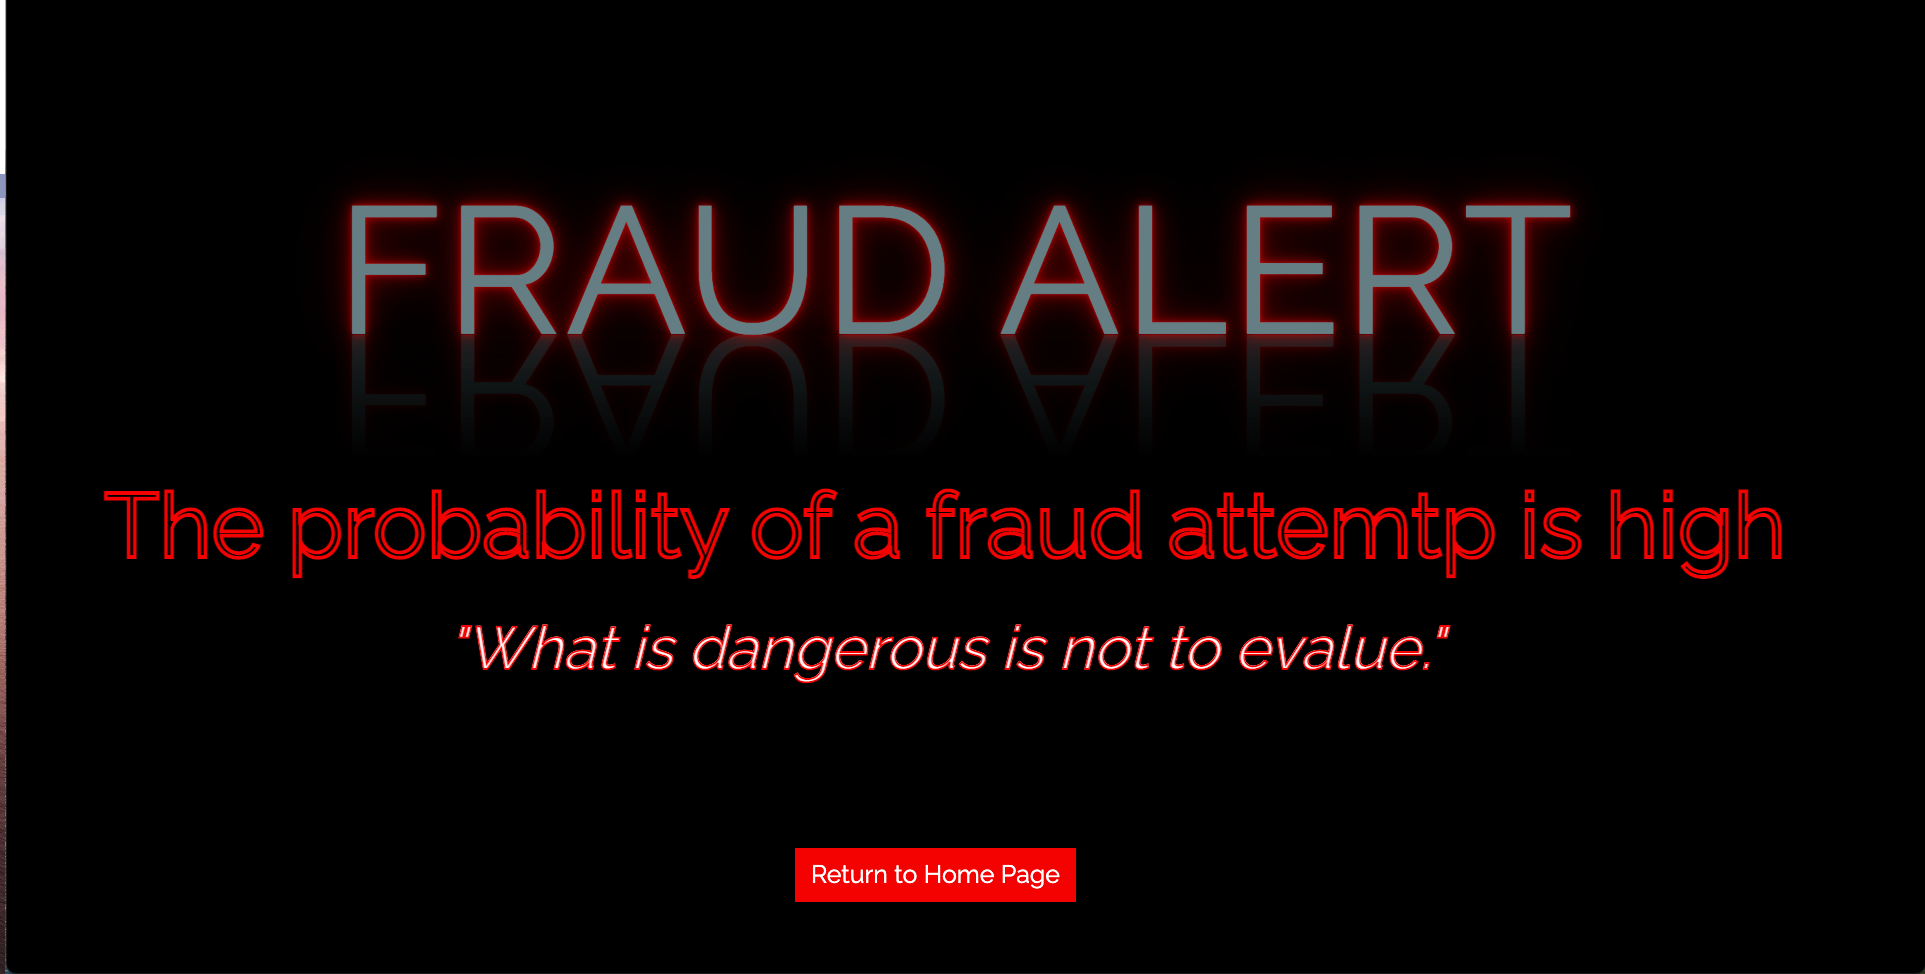 FRAUD ALERT
The probability of a fraud attemtp is high
"What is dangerous is not to evalue."
Return to Home Page